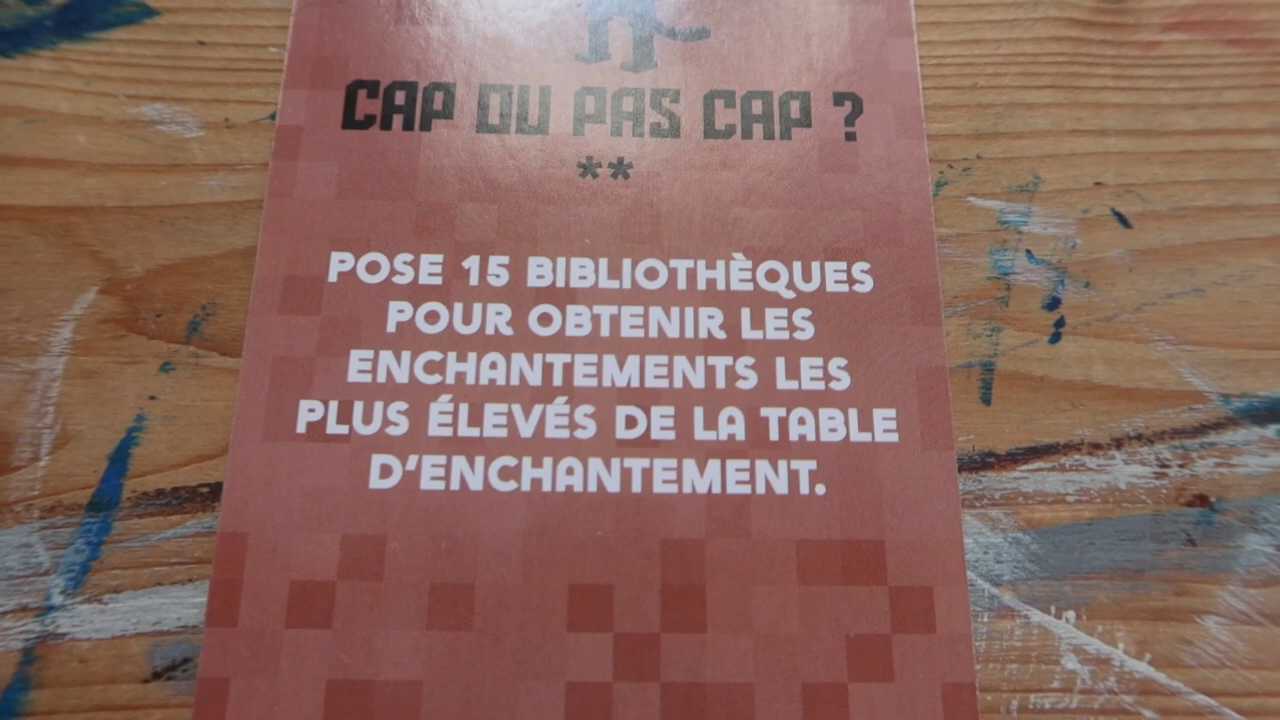 CAP OU PAS CAP ?
**
POSE 15 BIBLIOTHÈQUES
POUR OBTENIR LES
ENCHANTEMENTS LES
PLUS ÉLEVÉS DE LA TABLE
D'ENCHANTEMENT.